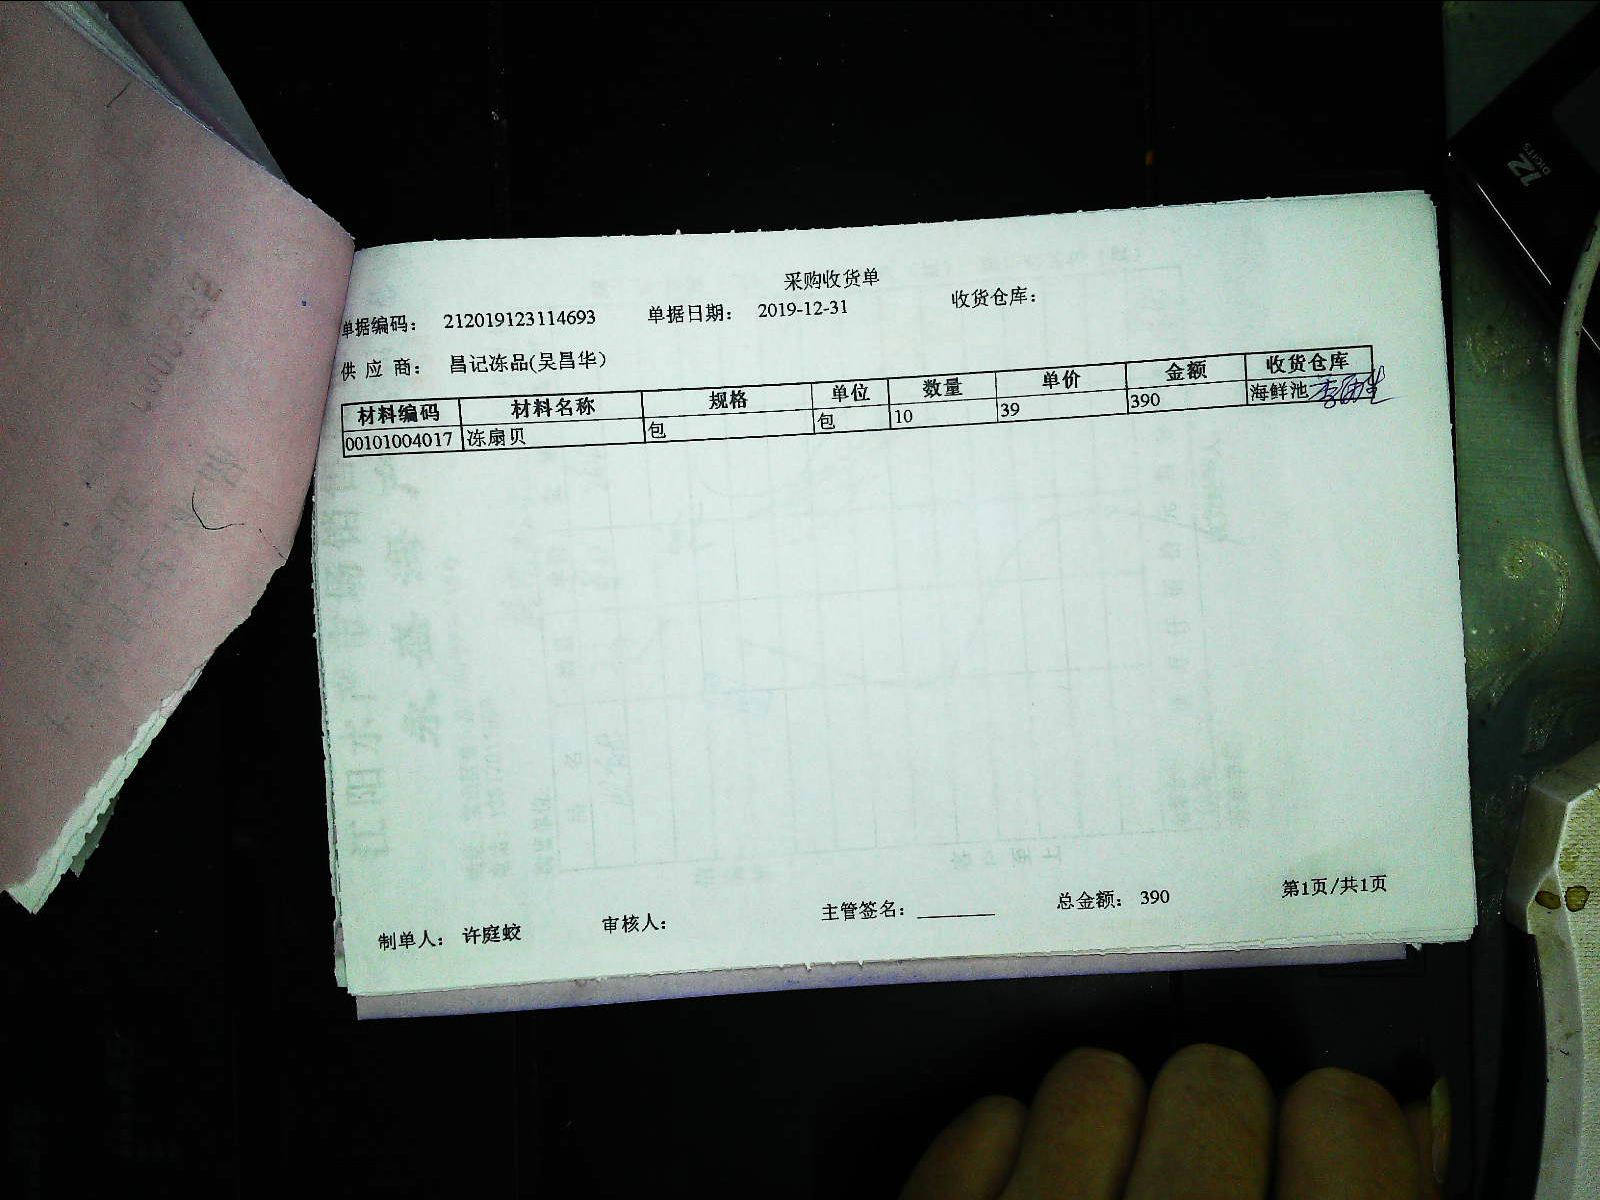 采购收货单
单据编码： 212019123114693 单据日期： 2019-12-31 收货仓库：
供 应 商： 昌记冻品(吴昌华)
材料编码 材料名称 规格 单位 数量 单价 金额 收货仓库
00101004017 冻扇贝 包 包 10 39 390 海鲜池
制单人： 许庭蛟 审核人： 主管签名：______ 总金额： 390 第1页/共1页
12 DIGITS